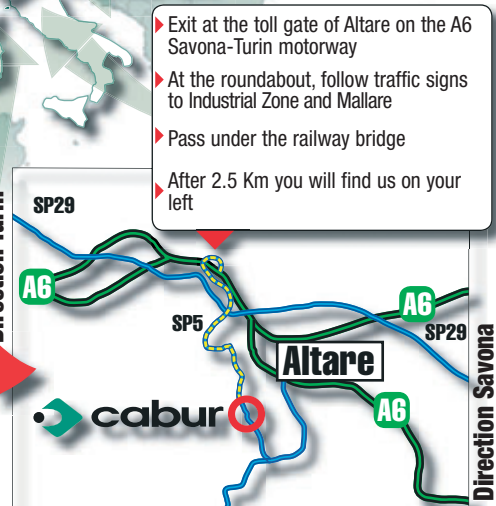 Exit at the toll gate of Altare on the A6
Savona-Turin motorway
At the roundabout, follow traffic signs
to Industrial Zone and Mallare
Pass under the railway bridge
After 2.5 Km you will find us on your
left
SP29
A6
A6
SP5
SP29
Altare
cabur
A6
Direction Savona